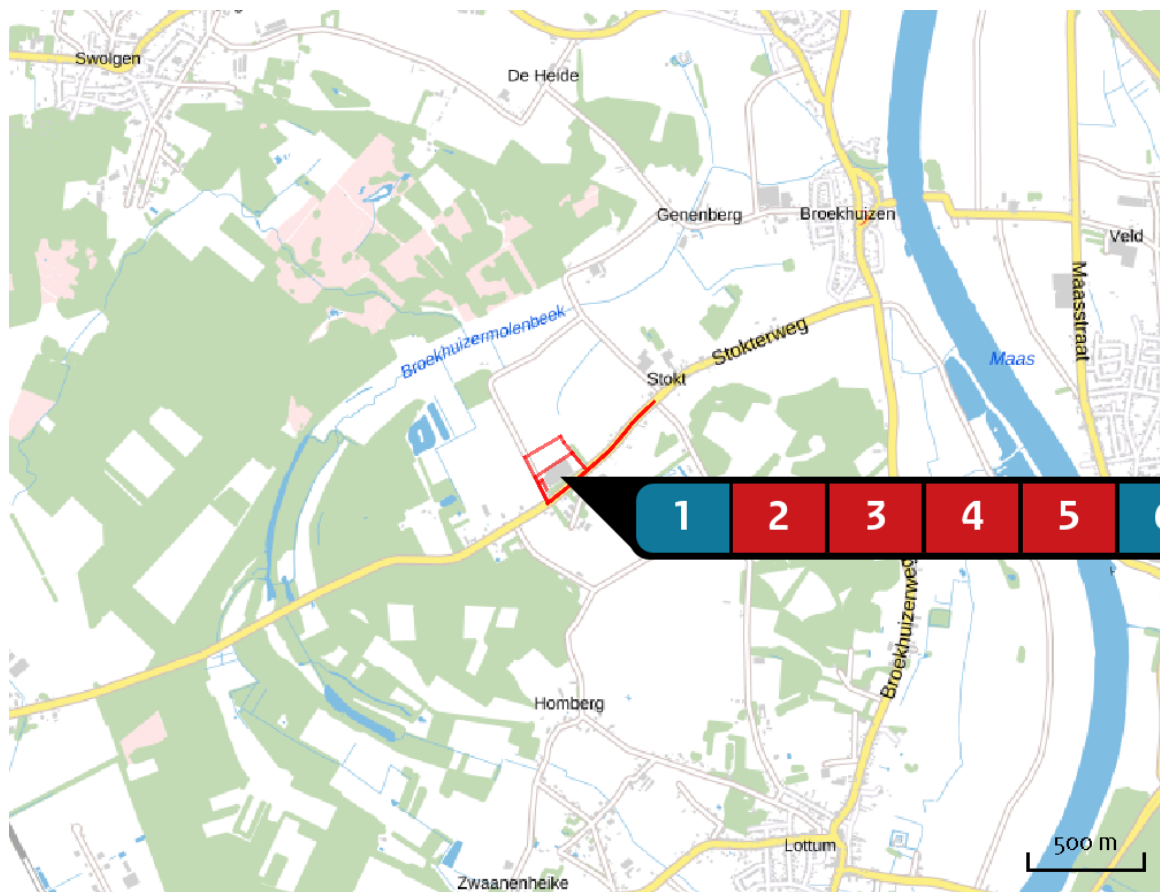 Swolgen
De Heide
Genenberg
Broekhuizen
Veld
Maasstraat
Broekhuizermolenbeek
Stokterweg
Maas
Stokt
1 2 3 4 5
Broekhuizerweg
Homberg
Lottum
500 m
Zwaanenheike